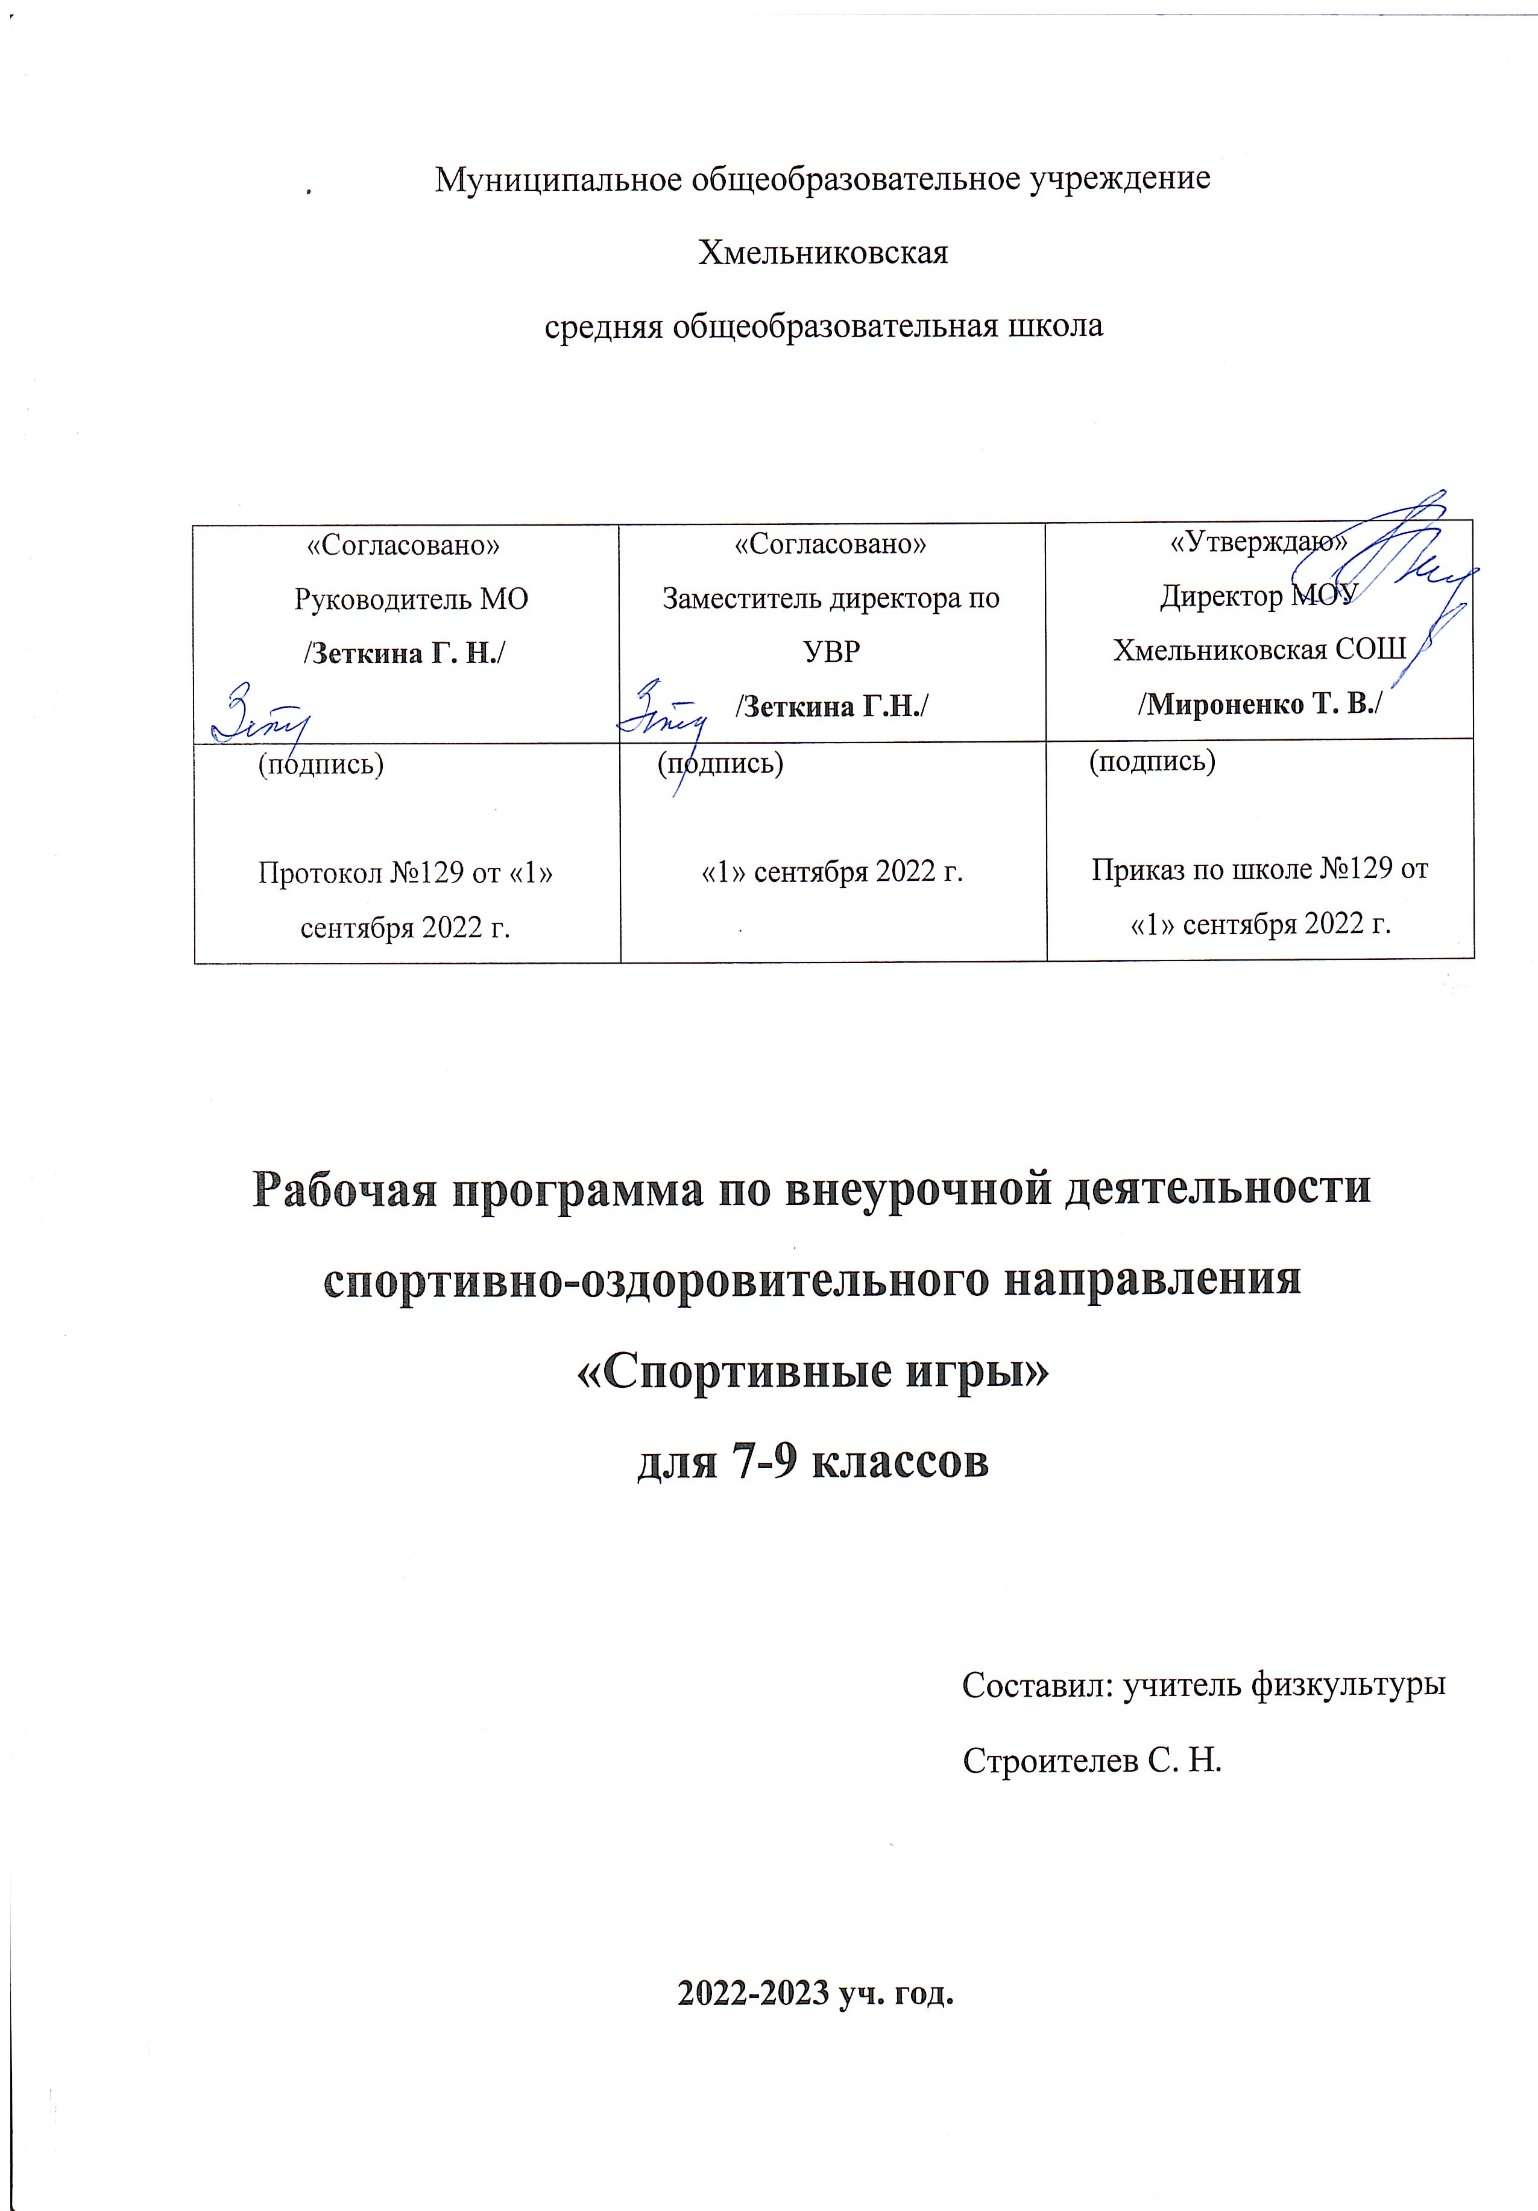 Муниципальное общеобразовательное учреждение
Хмельниковская
средняя общеобразовательная школа
«Согласовано»
Руководитель МО
/Зеткина Г. Н./
(подпись)
Протокол №129 от «1»
сентября 2022 г.
«Согласовано»
Заместитель директора по
УВР
/Зеткина Г.Н./
(подпись)
«1» сентября 2022 г.
«Утверждаю»
Директор МОУ
Хмельниковская СОШ
/Мироненко Т. В./
(подпись)
Приказ по школе №129 от
«1» сентября 2022 г.
Рабочая программа по внеурочной деятельности
спортивно-оздоровительного направления
«Спортивные игры»
для 7-9 классов
Составил: учитель физкультуры
Строителев С. Н.
2022-2023 уч. год.